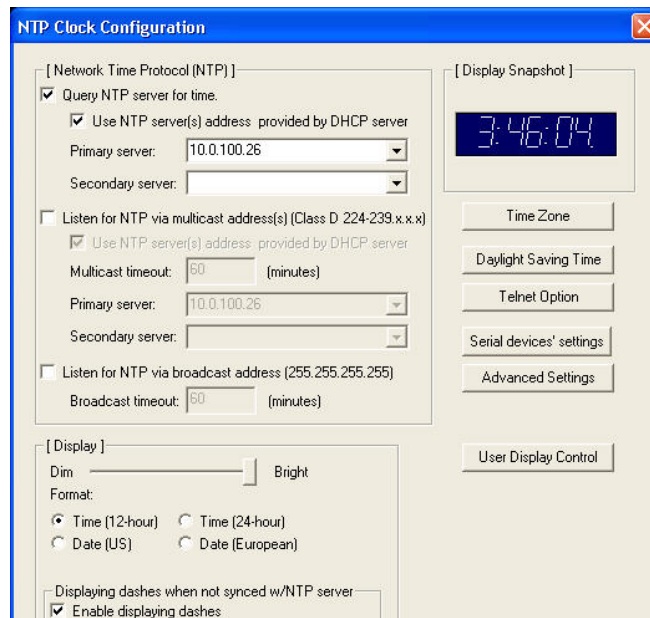 NTP Clock Configuration
[ Network Time Protocol (NTP) ]
Query NTP server for time.
Use NTP server(s) address provided by DHCP server
Primary server: 10.0.100.26
Secondary server:
Listen for NTP via multicast address(s) (Class D 224-239.x.x.x)
Use NTP server(s) address provided by DHCP server
Multicast timeout: 60 (minutes)
Primary server: 10.0.100.26
Secondary server:
Listen for NTP via broadcast address (255.255.255.255)
Broadcast timeout: 60 (minutes)
[ Display Snapshot ]
3:46:04
Time Zone
Daylight Saving Time
Telnet Option
Serial devices' settings
Advanced Settings
User Display Control
[ Display ]
Dim Bright
Format:
Time (12-hour) Time (24-hour)
Date (US) Date (European)
Displaying dashes when not synced w/NTP server
Enable displaying dashes